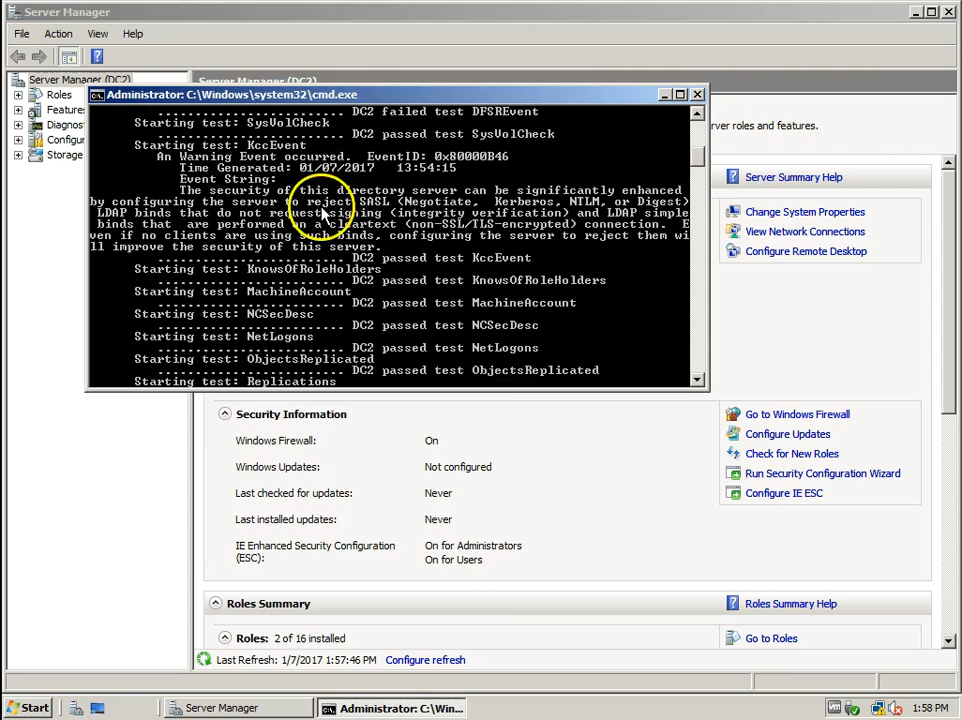 Server Manager
File Action View Help
Server Manager (DC2)
Server Manager (DC2)
Roles
Features
Diagnos
Configur
Storage
Administrator: C:\Windows\system32\cmd.exe
......................... DC2 failed test DFSREvent
Starting test: SysVolCheck
......................... DC2 passed test SysVolCheck
Starting test: KccEvent
An Warning Event occurred. EventID: 0x80000B46
Time Generated: 01/07/2017 13:54:15
Event String:
The security of this directory server can be significantly enhanced
by configuring the server to reject SASL (Negotiate, Kerberos, NTLM, or Digest)
LDAP binds that do not request signing (integrity verification) and LDAP simple
binds that are performed on a cleartext (non-SSL/TLS-encrypted) connection. E
ven if no clients are using such binds, configuring the server to reject them wi
ll improve the security of this server.
......................... DC2 passed test KccEvent
Starting test: KnowsOfRoleHolders
......................... DC2 passed test KnowsOfRoleHolders
Starting test: MachineAccount
......................... DC2 passed test MachineAccount
Starting test: NCSecDesc
......................... DC2 passed test NCSecDesc
Starting test: NetLogons
......................... DC2 passed test NetLogons
Starting test: ObjectsReplicated
......................... DC2 passed test ObjectsReplicated
Starting test: Replications
rver roles and features.
Server Summary Help
Change System Properties
View Network Connections
Configure Remote Desktop
Security Information
Windows Firewall: On
Windows Updates: Not configured
Last checked for updates: Never
Last installed updates: Never
IE Enhanced Security Configuration On for Administrators
(ESC): On for Users
Go to Windows Firewall
Configure Updates
Check for New Roles
Run Security Configuration Wizard
Configure IE ESC
Roles Summary
Roles Summary Help
Roles: 2 of 16 installed
Go to Roles
Last Refresh: 1/7/2017 1:57:46 PM Configure refresh
Start
Server Manager
Administrator: C:\Win...
vm
1:58 PM